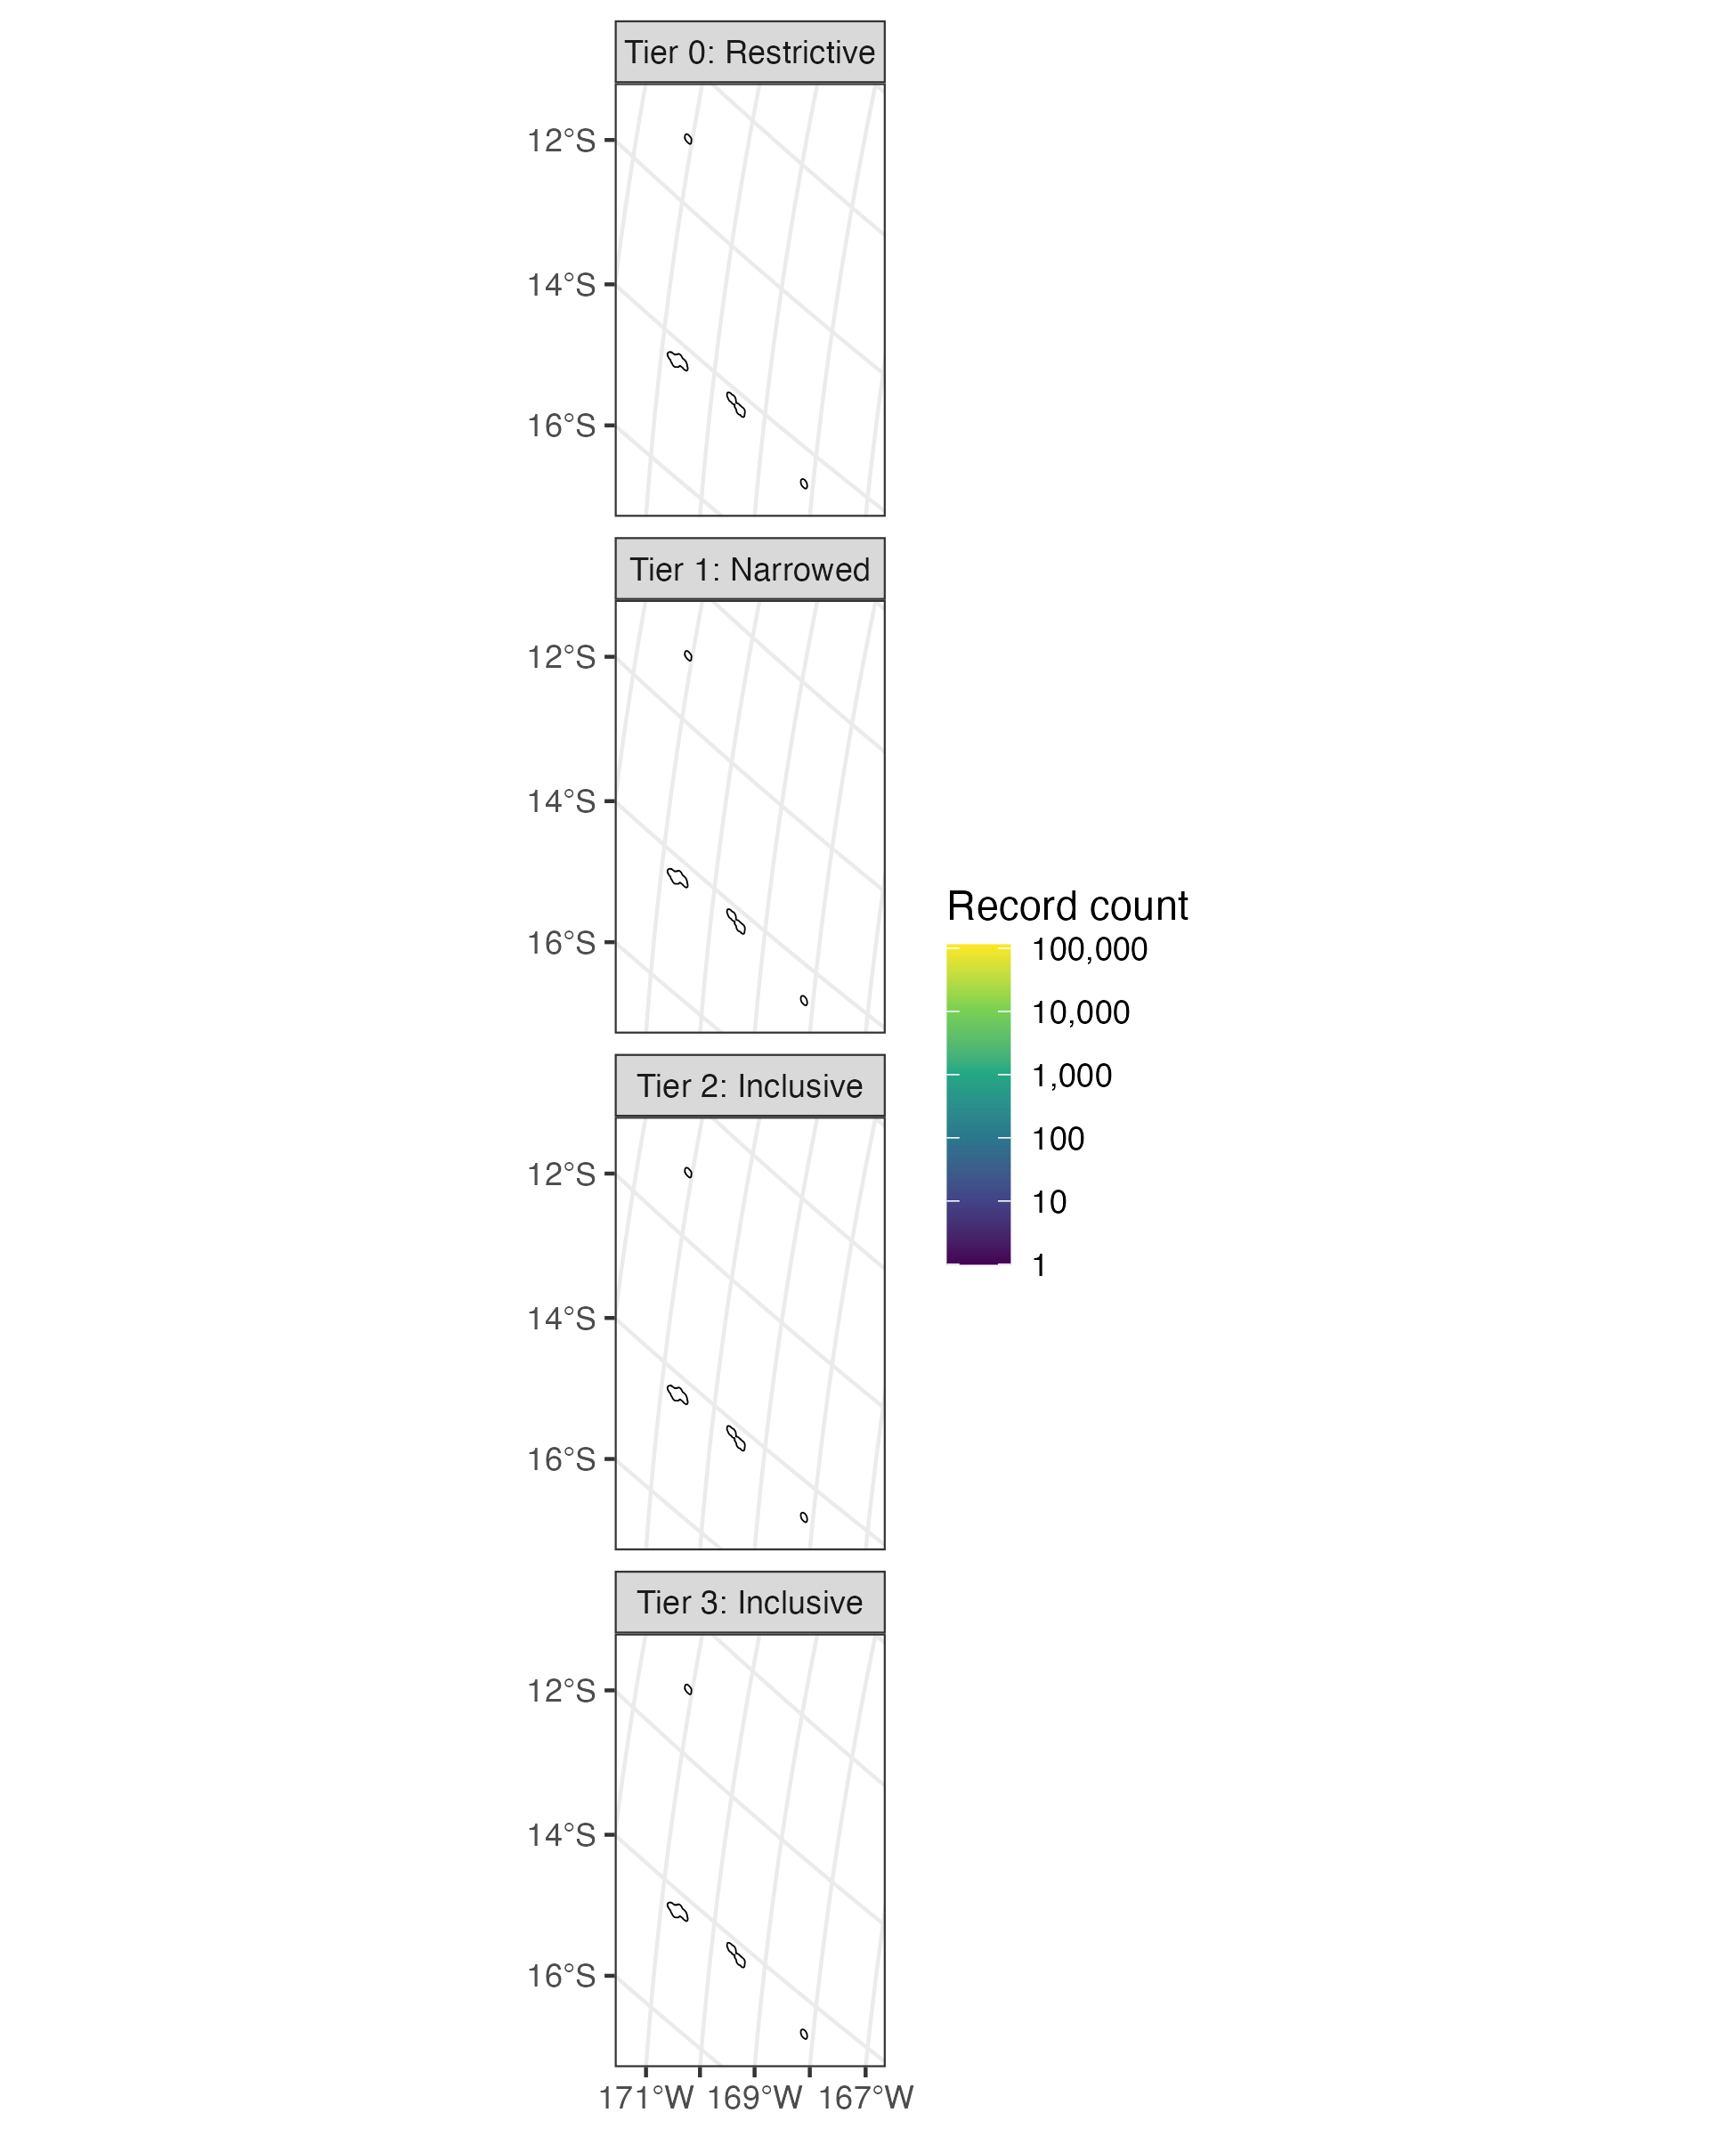 Tier 0: Restrictive
12°S
14°S
16°S
Tier 1: Narrowed
12°S
14°S
16°S
Record count
100,000
10,000
1,000
100
10
1
Tier 2: Inclusive
12°S
14°S
16°S
Tier 3: Inclusive
12°S
14°S
16°S
171°W 169°W 167°W